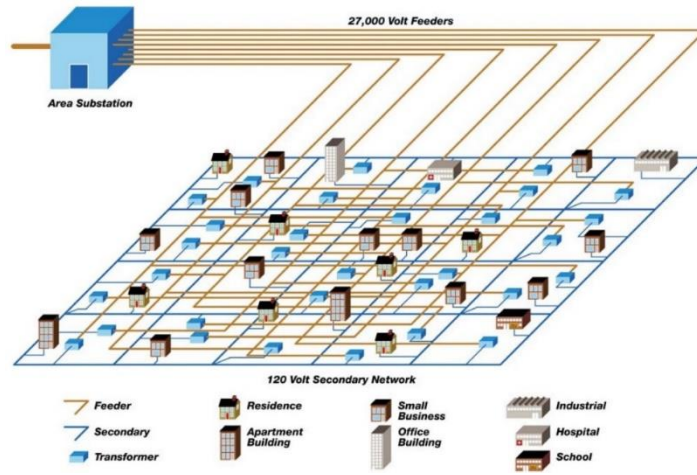 27,000 Volt Feeders
Area Substation
120 Volt Secondary Network
Feeder
Secondary
Transformer
Residence
Apartment
Building
Small
Business
Office
Building
Industrial
Hospital
School